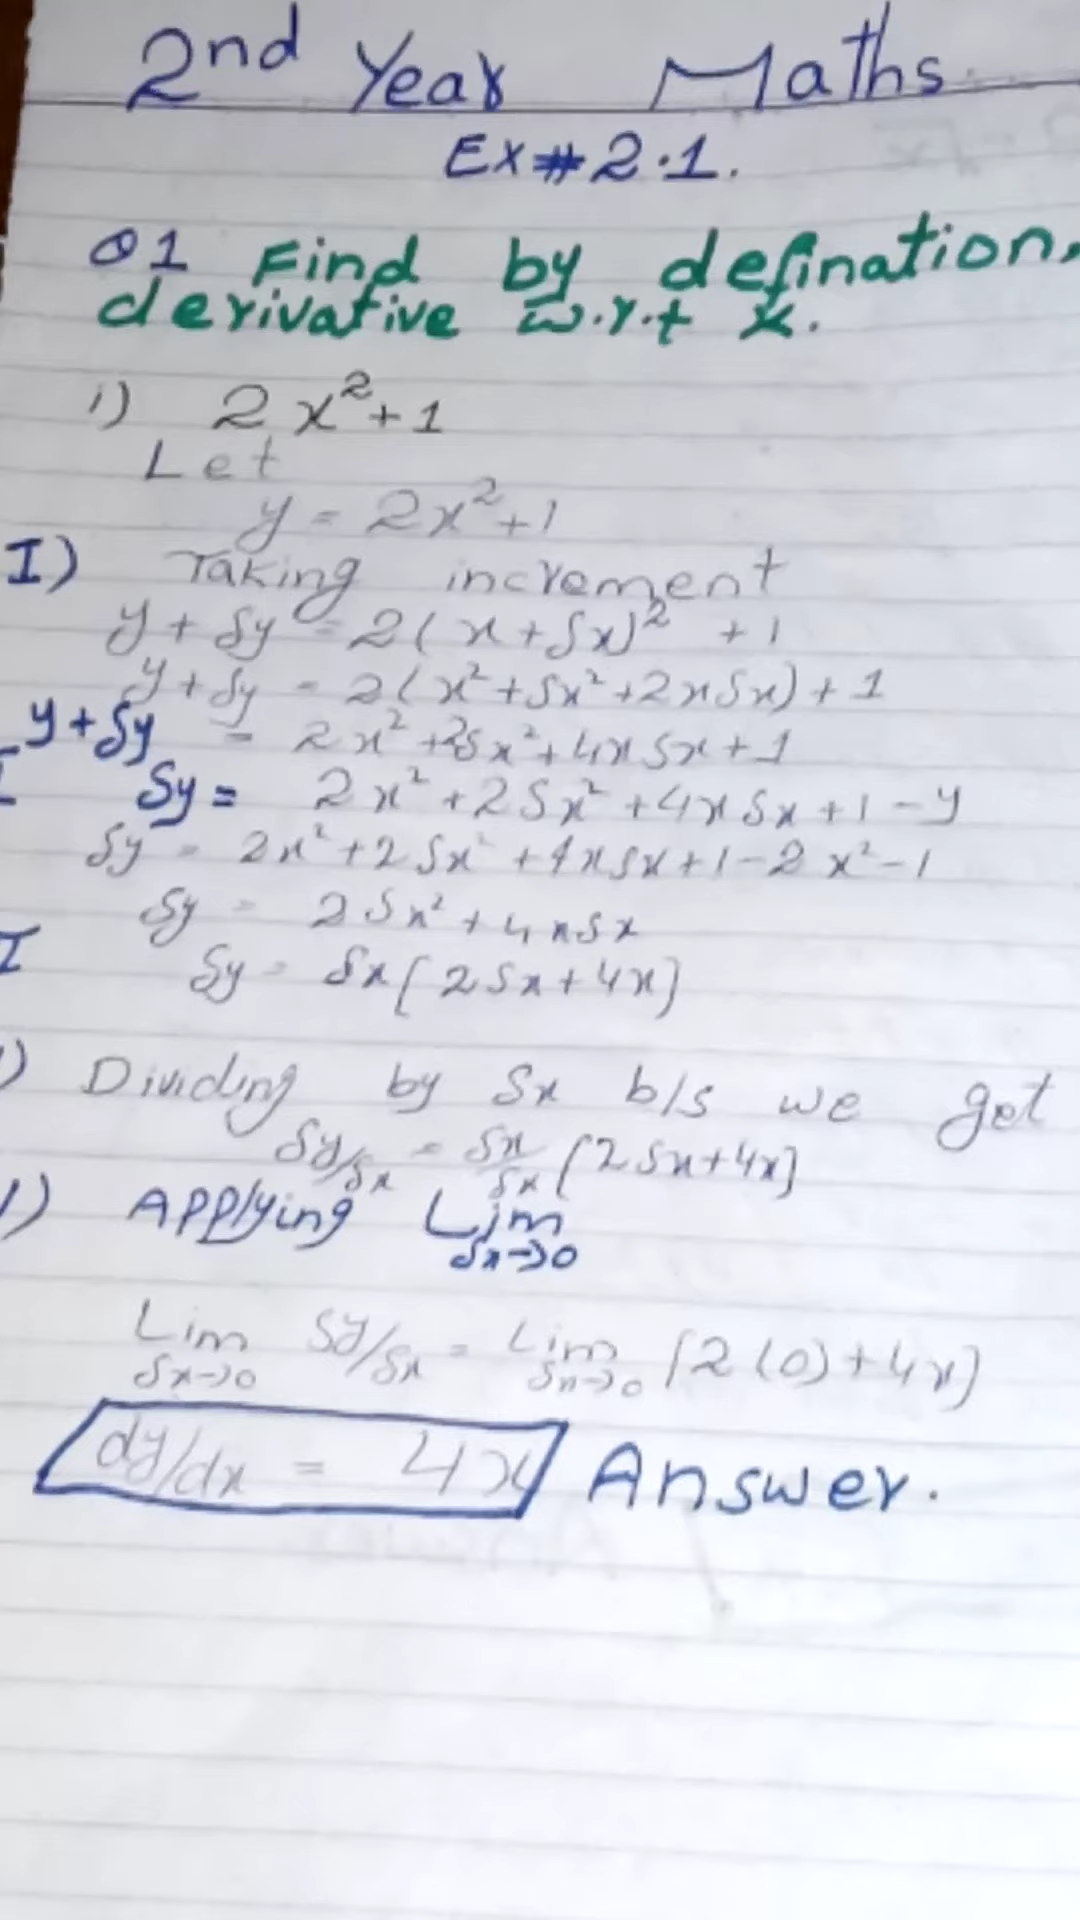 2nd Year Maths
EX#2.1.
Q1 Find by defination,
derivative w.r.t x.
i) 2x²+1
Let
y = 2x²+1
I) Taking increment
y+δy = 2(x+δx)² +1
y+δy = 2(x²+δx²+2xδx)+1
y+δy = 2x²+2δx²+4xδx+1
I δy = 2x²+2δx²+4xδx+1-y
δy = 2x²+2δx²+4xδx+1-2x²-1
δy = 2δx²+4xδx
I δy = δx[2δx+4x]
) Dividing by δx b/s we get
δy/δx = δx/δx [2δx+4x]
) Applying Lim δx→0
Lim δx→0 δy/δx = Lim δx→0 [2(0)+4x]
dy/dx = 4x Answer.